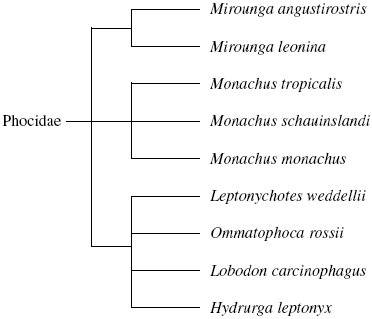 Mirounga angustirostris
Mirounga leonina
Monachus tropicalis
Phocidae
Monachus schauinslandi
Monachus monachus
Leptonychotes weddellii
Ommatophoca rossii
Lobodon carcinophagus
Hydrurga leptonyx